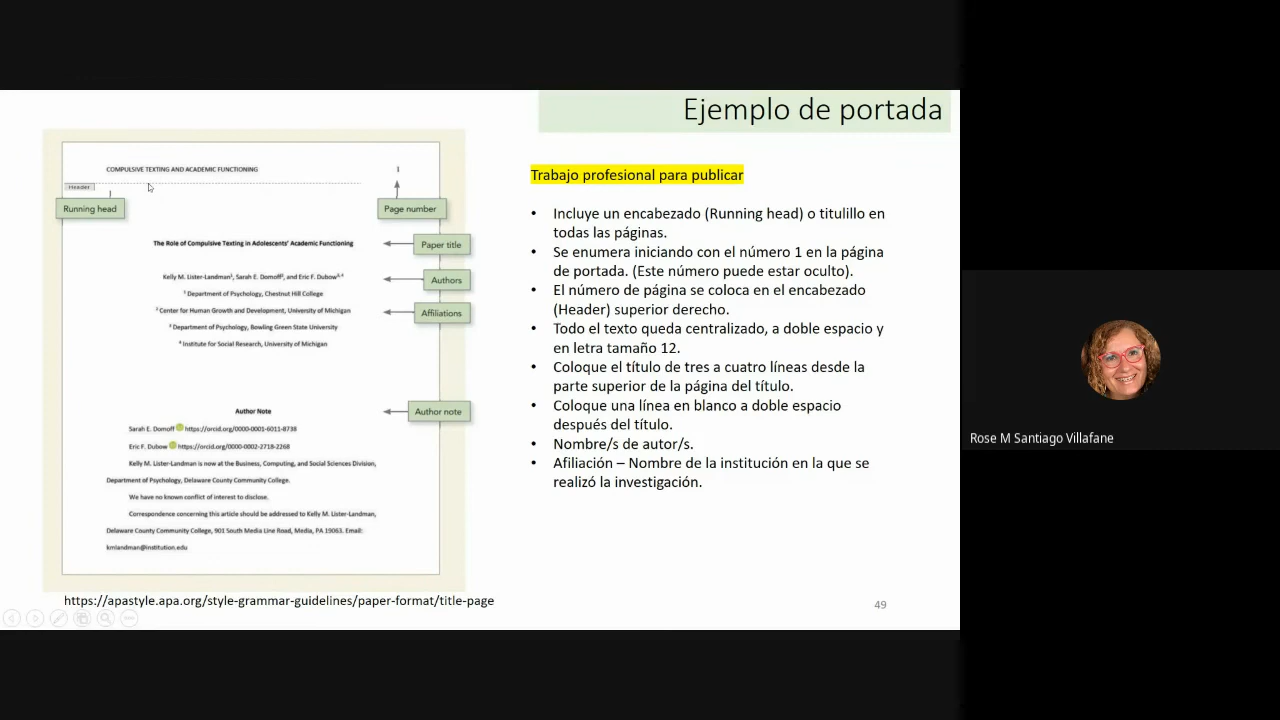 Ejemplo de portada
COMPULSIVE TEXTING AND ACADEMIC FUNCTIONING
1
Header
Running head
Page number
The Role of Compulsive Texting in Adolescents' Academic Functioning
Paper title
Kelly M. Lister-Landman1, Sarah E. Domoff2, and Eric F. Dubow3,4
Authors
1 Department of Psychology, Chestnut Hill College
2 Center for Human Growth and Development, University of Michigan
Affiliations
3 Department of Psychology, Bowling Green State University
4 Institute for Social Research, University of Michigan
Author Note
Author note
Sarah E. Domoff https://orcid.org/0000-0001-6011-8738
Eric F. Dubow https://orcid.org/0000-0002-2718-2268
Kelly M. Lister-Landman is now at the Business, Computing, and Social Sciences Division,
Department of Psychology, Delaware County Community College.
We have no known conflict of interest to disclose.
Correspondence concerning this article should be addressed to Kelly M. Lister-Landman,
Delaware County Community College, 901 South Media Line Road, Media, PA 19063. Email:
kmlandman@institution.edu
https://apastyle.apa.org/style-grammar-guidelines/paper-format/title-page
Trabajo profesional para publicar
• Incluye un encabezado (Running head) o titulillo en
todas las páginas.
• Se enumera iniciando con el número 1 en la página
de portada. (Este número puede estar oculto).
• El número de página se coloca en el encabezado
(Header) superior derecho.
• Todo el texto queda centralizado, a doble espacio y
en letra tamaño 12.
• Coloque el título de tres a cuatro líneas desde la
parte superior de la página del título.
• Coloque una línea en blanco a doble espacio
después del título.
• Nombre/s de autor/s.
• Afiliación – Nombre de la institución en la que se
realizó la investigación.
49
Rose M Santiago Villafane